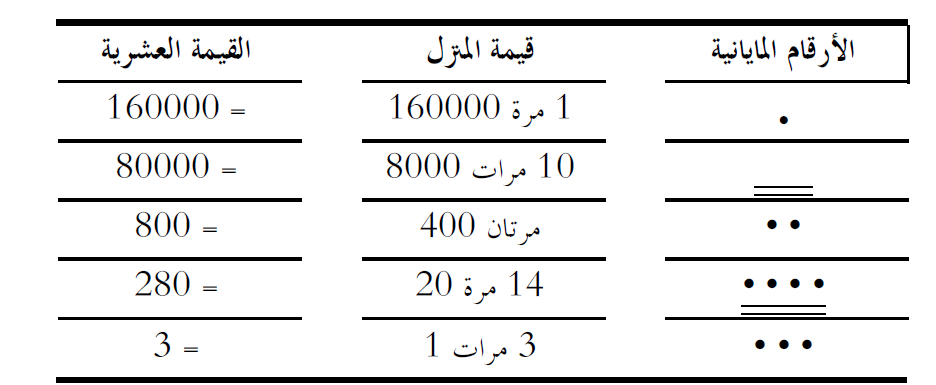 الأرقام المايانية قيمة المنزل القيمة العشرية
• 1 مرة 160000 = 160000
10 مرات 8000 = 80000
•• مرتان 400 = 800
•••• 14 مرة 20 = 280
••• 3 مرات 1 = 3